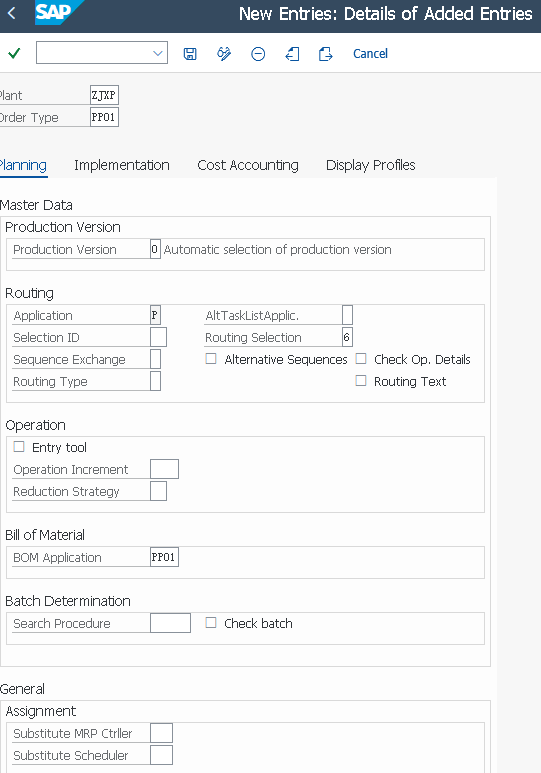 SAP
New Entries: Details of Added Entries
Cancel
Plant ZJXP
Order Type PP01
Planning Implementation Cost Accounting Display Profiles
Master Data
Production Version
Production Version 0 Automatic selection of production version
Routing
Application P AltTaskListApplic.
Selection ID Routing Selection 6
Sequence Exchange Alternative Sequences Check Op. Details
Routing Type Routing Text
Operation
Entry tool
Operation Increment
Reduction Strategy
Bill of Material
BOM Application PP01
Batch Determination
Search Procedure Check batch
General
Assignment
Substitute MRP Ctrller
Substitute Scheduler